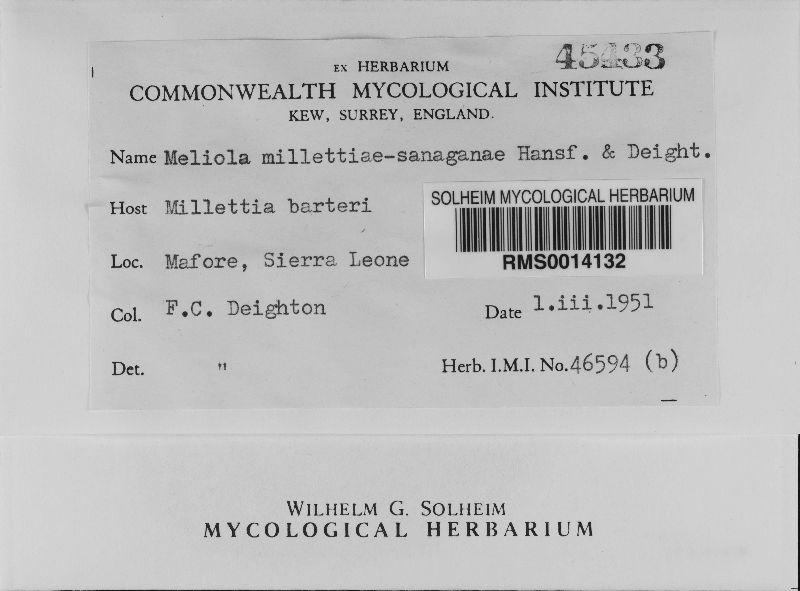 45433
EX HERBARIUM
COMMONWEALTH MYCOLOGICAL INSTITUTE
KEW, SURREY, ENGLAND.
Name Meliola millettiae-sanaganae Hansf. & Deight.
Host Millettia barteri
SOLHEIM MYCOLOGICAL HERBARIUM
RMS0014132
Loc. Mafore, Sierra Leone
Col. F.C. Deighton
Date 1.iii.1951
Det. "
Herb. I.M.I. No.46594 (b)
WILHELM G. SOLHEIM
MYCOLOGICAL HERBARIUM